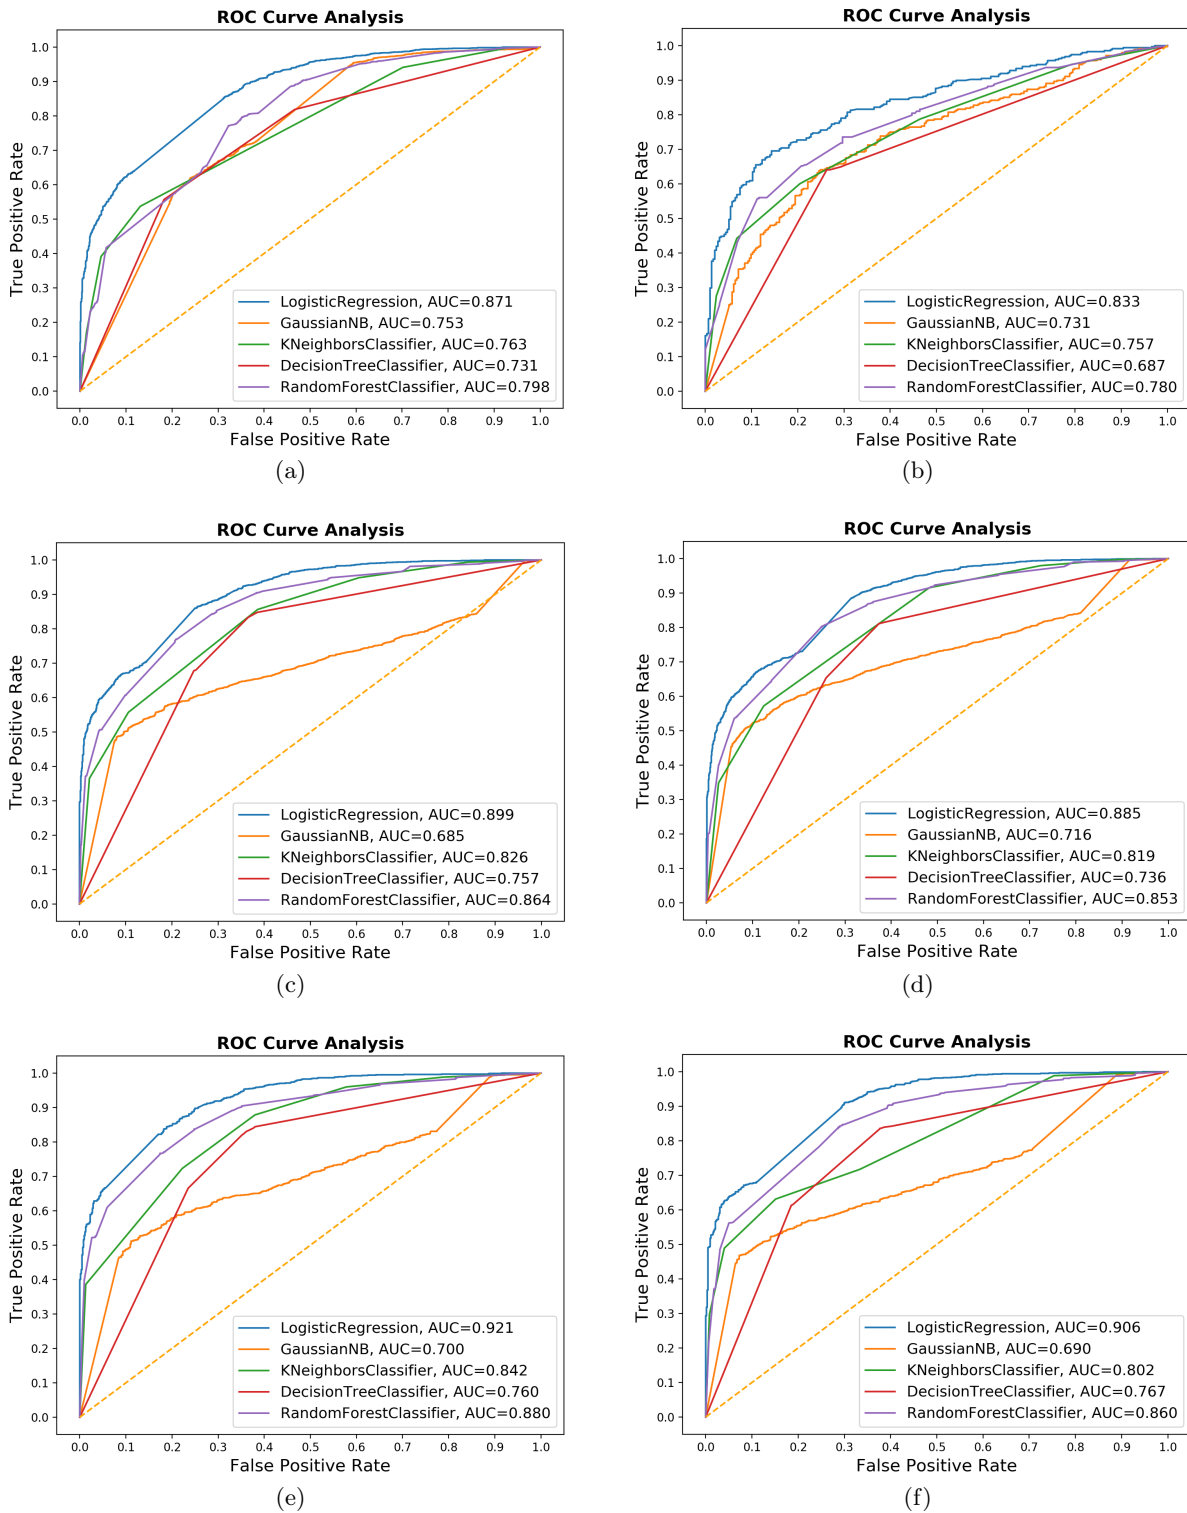 ROC Curve Analysis
1.0
0.9
0.8
0.7
0.6
0.5
0.4
0.3
0.2
0.1
0.0
True Positive Rate
LogisticRegression, AUC=0.871
GaussianNB, AUC=0.753
KNeighborsClassifier, AUC=0.763
DecisionTreeClassifier, AUC=0.731
RandomForestClassifier, AUC=0.798
0.0 0.1 0.2 0.3 0.4 0.5 0.6 0.7 0.8 0.9 1.0
False Positive Rate
(a)
ROC Curve Analysis
1.0
0.9
0.8
0.7
0.6
0.5
0.4
0.3
0.2
0.1
0.0
True Positive Rate
LogisticRegression, AUC=0.833
GaussianNB, AUC=0.731
KNeighborsClassifier, AUC=0.757
DecisionTreeClassifier, AUC=0.687
RandomForestClassifier, AUC=0.780
0.0 0.1 0.2 0.3 0.4 0.5 0.6 0.7 0.8 0.9 1.0
False Positive Rate
(b)
ROC Curve Analysis
1.0
0.9
0.8
0.7
0.6
0.5
0.4
0.3
0.2
0.1
0.0
True Positive Rate
LogisticRegression, AUC=0.899
GaussianNB, AUC=0.685
KNeighborsClassifier, AUC=0.826
DecisionTreeClassifier, AUC=0.757
RandomForestClassifier, AUC=0.864
0.0 0.1 0.2 0.3 0.4 0.5 0.6 0.7 0.8 0.9 1.0
False Positive Rate
(c)
ROC Curve Analysis
1.0
0.9
0.8
0.7
0.6
0.5
0.4
0.3
0.2
0.1
0.0
True Positive Rate
LogisticRegression, AUC=0.885
GaussianNB, AUC=0.716
KNeighborsClassifier, AUC=0.819
DecisionTreeClassifier, AUC=0.736
RandomForestClassifier, AUC=0.853
0.0 0.1 0.2 0.3 0.4 0.5 0.6 0.7 0.8 0.9 1.0
False Positive Rate
(d)
ROC Curve Analysis
1.0
0.9
0.8
0.7
0.6
0.5
0.4
0.3
0.2
0.1
0.0
True Positive Rate
LogisticRegression, AUC=0.921
GaussianNB, AUC=0.700
KNeighborsClassifier, AUC=0.842
DecisionTreeClassifier, AUC=0.760
RandomForestClassifier, AUC=0.880
0.0 0.1 0.2 0.3 0.4 0.5 0.6 0.7 0.8 0.9 1.0
False Positive Rate
(e)
ROC Curve Analysis
1.0
0.9
0.8
0.7
0.6
0.5
0.4
0.3
0.2
0.1
0.0
True Positive Rate
LogisticRegression, AUC=0.906
GaussianNB, AUC=0.690
KNeighborsClassifier, AUC=0.802
DecisionTreeClassifier, AUC=0.767
RandomForestClassifier, AUC=0.860
0.0 0.1 0.2 0.3 0.4 0.5 0.6 0.7 0.8 0.9 1.0
False Positive Rate
(f)